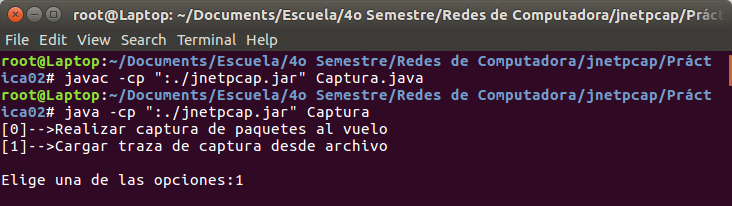 root@Laptop: ~/Documents/Escuela/4o Semestre/Redes de Computadora/jnetpcap/Práct
File Edit View Search Terminal Help
root@Laptop:~/Documents/Escuela/4o Semestre/Redes de Computadora/jnetpcap/Práct
ica02# javac -cp ":./jnetpcap.jar" Captura.java
root@Laptop:~/Documents/Escuela/4o Semestre/Redes de Computadora/jnetpcap/Práct
ica02# java -cp ":./jnetpcap.jar" Captura
[0]-->Realizar captura de paquetes al vuelo
[1]-->Cargar traza de captura desde archivo
Elige una de las opciones:1